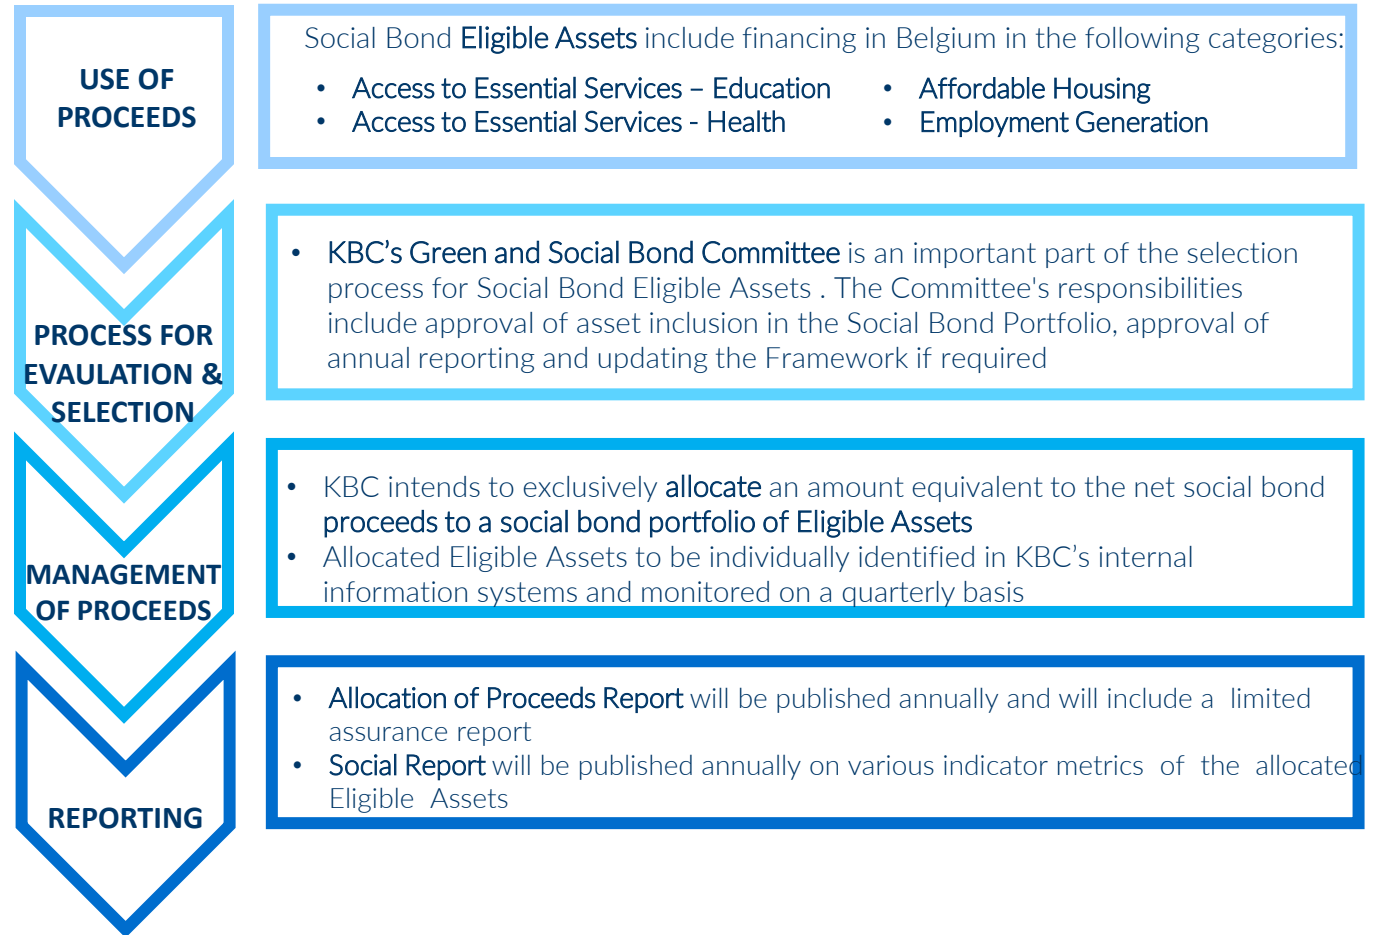 USE OF
PROCEEDS
Social Bond Eligible Assets include financing in Belgium in the following categories:
• Access to Essential Services – Education
• Access to Essential Services - Health
• Affordable Housing
• Employment Generation
PROCESS FOR
EVAULATION &
SELECTION
• KBC’s Green and Social Bond Committee is an important part of the selection
process for Social Bond Eligible Assets . The Committee's responsibilities
include approval of asset inclusion in the Social Bond Portfolio, approval of
annual reporting and updating the Framework if required
MANAGEMENT
OF PROCEEDS
• KBC intends to exclusively allocate an amount equivalent to the net social bond
proceeds to a social bond portfolio of Eligible Assets
• Allocated Eligible Assets to be individually identified in KBC’s internal
information systems and monitored on a quarterly basis
REPORTING
• Allocation of Proceeds Report will be published annually and will include a limited
assurance report
• Social Report will be published annually on various indicator metrics of the allocated
Eligible Assets